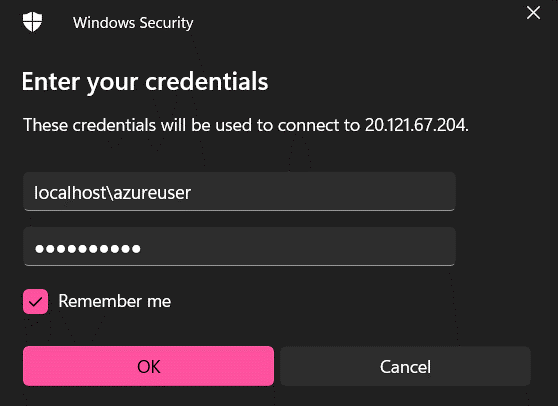 Windows Security
Enter your credentials
These credentials will be used to connect to 20.121.67.204.
localhost\azureuser
●●●●●●●●●●
Remember me
OK
Cancel